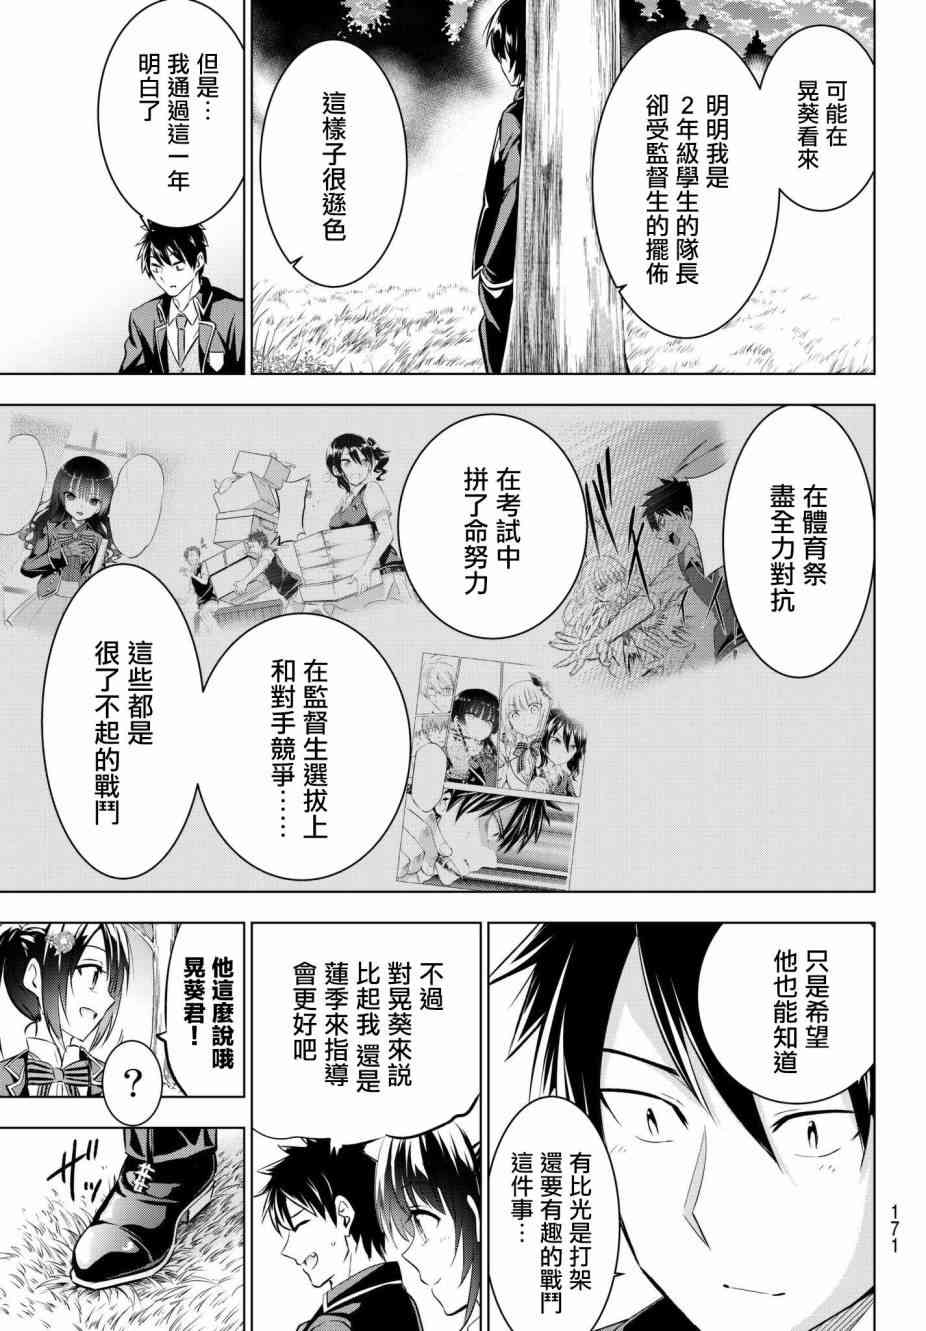 可能在
晃葵看來
明明我是
2年級學生的隊長
卻受監督生的擺佈
這樣子很遜色
但是…
我通過這一年
明白了
在體育祭
盡全力對抗
在考試中
拼了命努力
在監督生選拔上
和對手競爭……
這些都是
很了不起的戰鬥
只是希望
他也能知道
有比光是打架
還要有趣的戰鬥
這件事…
不過
對晃葵來說
比起我 還是
蓮季來指導
會更好吧
他這麼說哦
晃葵君！
？
171